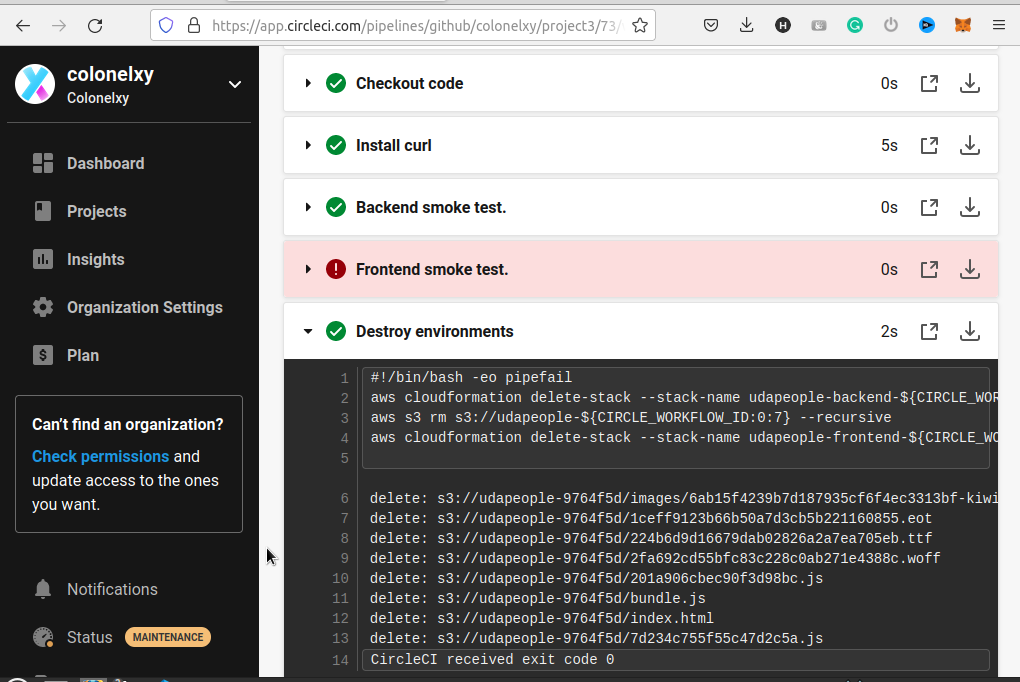 https://app.circleci.com/pipelines/github/colonelxy/project3/73/
colonelxy
Colonelxy
Dashboard
Projects
Insights
Organization Settings
Plan
Can't find an organization?
Check permissions and
update access to the ones
you want.
Notifications
Status MAINTENANCE
Checkout code 0s
Install curl 5s
Backend smoke test. 0s
Frontend smoke test. 0s
Destroy environments 2s
1 #!/bin/bash -eo pipefail
2 aws cloudformation delete-stack --stack-name udapeople-backend-${CIRCLE_WOR
3 aws s3 rm s3://udapeople-${CIRCLE_WORKFLOW_ID:0:7} --recursive
4 aws cloudformation delete-stack --stack-name udapeople-frontend-${CIRCLE_WO
5
6 delete: s3://udapeople-9764f5d/images/6ab15f4239b7d187935cf6f4ec3313bf-kiwi
7 delete: s3://udapeople-9764f5d/1ceff9123b66b50a7d3cb5b221160855.eot
8 delete: s3://udapeople-9764f5d/224b6d9d16679dab02826a2a7ea705eb.ttf
9 delete: s3://udapeople-9764f5d/2fa692cd55bfc83c228c0ab271e4388c.woff
10 delete: s3://udapeople-9764f5d/201a906cbec90f3d98bc.js
11 delete: s3://udapeople-9764f5d/bundle.js
12 delete: s3://udapeople-9764f5d/index.html
13 delete: s3://udapeople-9764f5d/7d234c755f55c47d2c5a.js
14 CircleCI received exit code 0